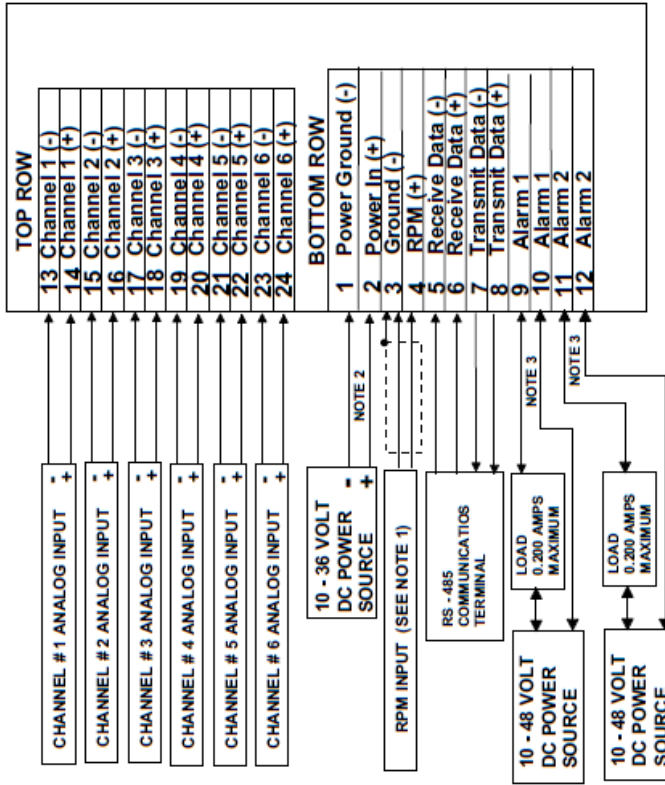 TOP ROW
13 Channel 1 (-)
14 Channel 1 (+)
15 Channel 2 (-)
16 Channel 2 (+)
17 Channel 3 (-)
18 Channel 3 (+)
19 Channel 4 (-)
20 Channel 4 (+)
21 Channel 5 (-)
22 Channel 5 (+)
23 Channel 6 (-)
24 Channel 6 (+)
BOTTOM ROW
1 Power Ground (-)
2 Power In (+)
3 Ground (-)
4 RPM (+)
5 Receive Data (-)
6 Receive Data (+)
7 Transmit Data (-)
8 Transmit Data (+)
9 Alarm 1
10 Alarm 1
11 Alarm 2
12 Alarm 2
NOTE 2
NOTE 3
NOTE 3
CHANNEL # 1 ANALOG INPUT - +
CHANNEL # 2 ANALOG INPUT - +
CHANNEL # 3 ANALOG INPUT - +
CHANNEL # 4 ANALOG INPUT - +
CHANNEL # 5 ANALOG INPUT - +
CHANNEL # 6 ANALOG INPUT - +
10 - 36 VOLT -
DC POWER +
SOURCE
RPM INPUT (SEE NOTE 1)
RS - 485
COMMUNICATIOS
TERMINAL
LOAD
0.200 AMPS
MAXIMUM
LOAD
0.200 AMPS
MAXIMUM
10 - 48 VOLT
DC POWER
SOURCE
10 - 48 VOLT
DC POWER
SOURCE